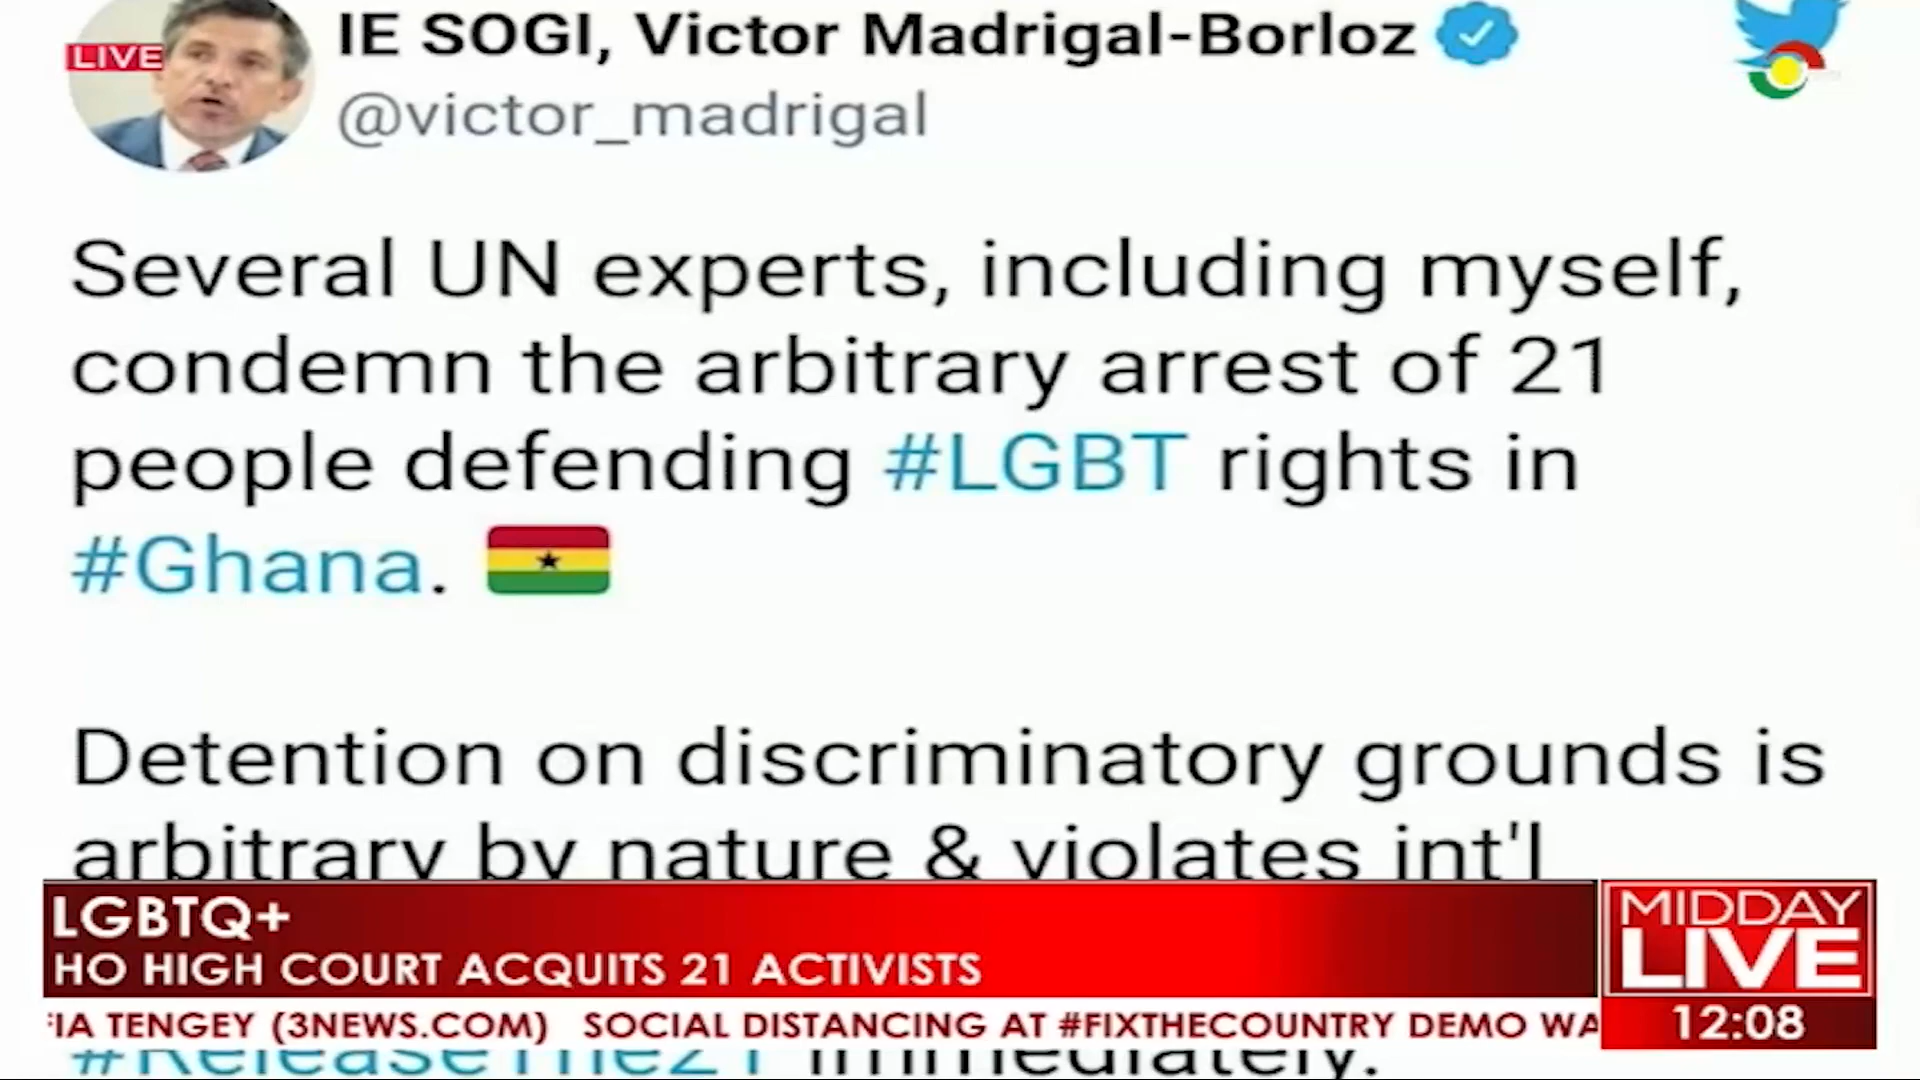 LIVE
IE SOGI, Victor Madrigal-Borloz
@victor_madrigal
Several UN experts, including myself,
condemn the arbitrary arrest of 21
people defending #LGBT rights in
#Ghana.
Detention on discriminatory grounds is
arbitrary by nature & violates int'l
LGBTQ+
HO HIGH COURT ACQUITS 21 ACTIVISTS
MIDDAY
LIVE
IA TENGEY (3NEWS.COM) SOCIAL DISTANCING AT #FIXTHECOUNTRY DEMO WA
12:08
#ReleaseThe21 immediately.